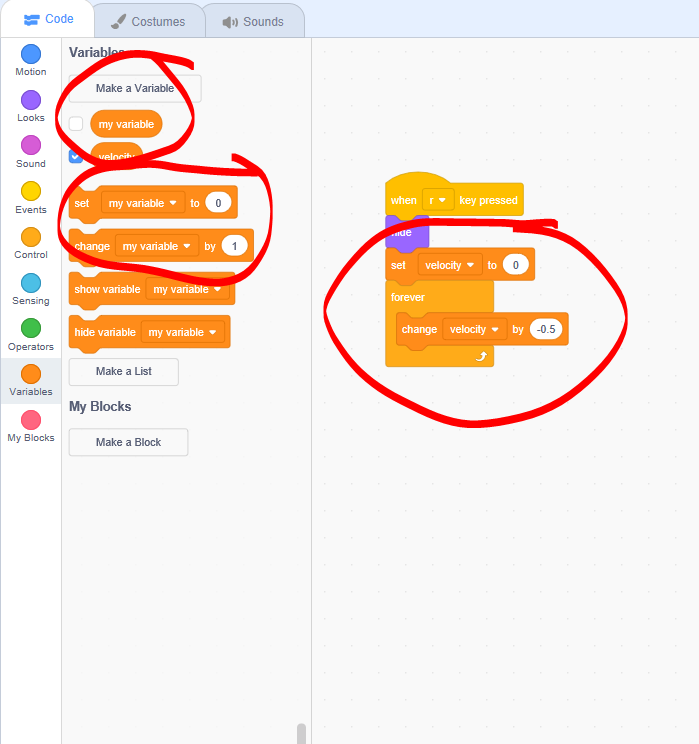 Code Costumes Sounds
Motion
Looks
Sound
Events
Control
Sensing
Operators
Variables
My Blocks
Variables
Make a Variable
my variable
velocity
set my variable to 0
change my variable by 1
show variable my variable
hide variable my variable
Make a List
My Blocks
Make a Block
when r key pressed
hide
set velocity to 0
forever
change velocity by -0.5